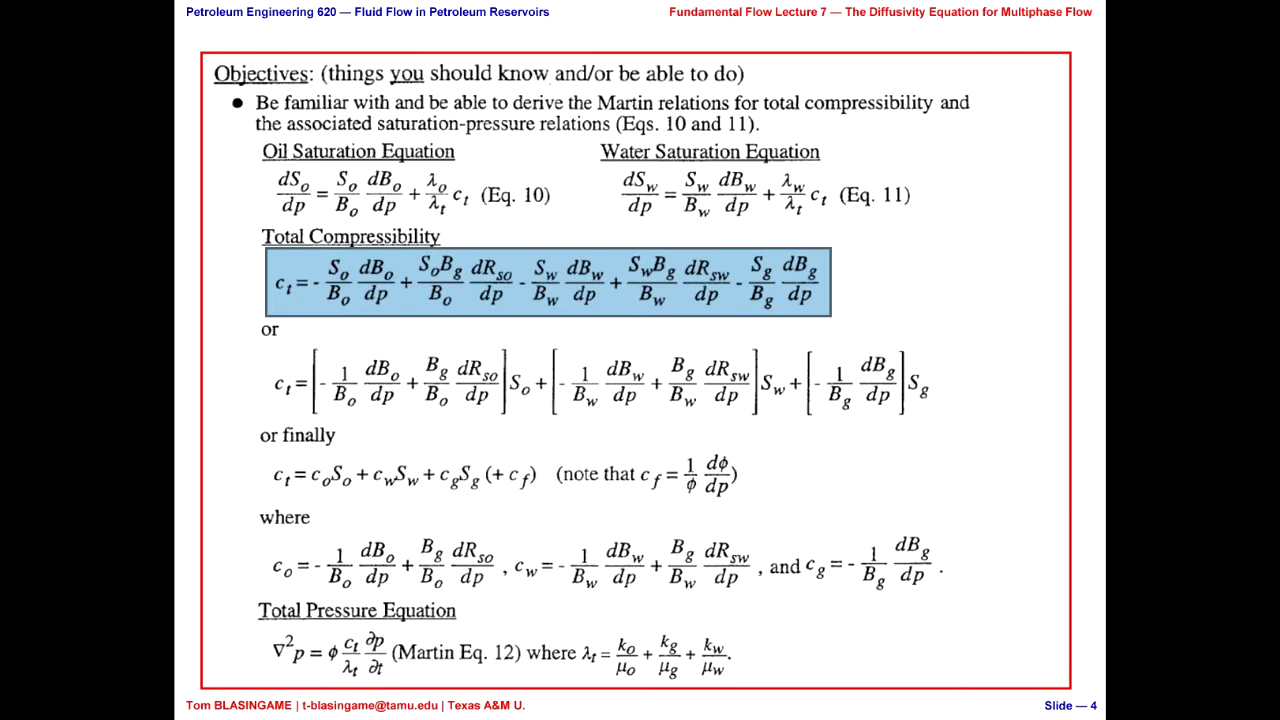 Petroleum Engineering 620 — Fluid Flow in Petroleum Reservoirs
Fundamental Flow Lecture 7 — The Diffusivity Equation for Multiphase Flow
Objectives: (things you should know and/or be able to do)
● Be familiar with and be able to derive the Martin relations for total compressibility and
the associated saturation-pressure relations (Eqs. 10 and 11).
Oil Saturation Equation
Water Saturation Equation
dS_o/dp = S_o/B_o dB_o/dp + λ_o/λ_t c_t (Eq. 10)
dS_w/dp = S_w/B_w dB_w/dp + λ_w/λ_t c_t (Eq. 11)
Total Compressibility
c_t = - S_o/B_o dB_o/dp + S_oB_g/B_o dR_so/dp - S_w/B_w dB_w/dp + S_wB_g/B_w dR_sw/dp - S_g/B_g dB_g/dp
or
c_t = [- 1/B_o dB_o/dp + B_g/B_o dR_so/dp] S_o + [- 1/B_w dB_w/dp + B_g/B_w dR_sw/dp] S_w + [- 1/B_g dB_g/dp] S_g
or finally
c_t = c_oS_o + c_wS_w + c_gS_g (+ c_f) (note that c_f = 1/ϕ dϕ/dp)
where
c_o = - 1/B_o dB_o/dp + B_g/B_o dR_so/dp , c_w = - 1/B_w dB_w/dp + B_g/B_w dR_sw/dp , and c_g = - 1/B_g dB_g/dp .
Total Pressure Equation
∇²p = ϕ c_t/λ_t ∂p/∂t (Martin Eq. 12) where λ_t = k_o/μ_o + k_g/μ_g + k_w/μ_w.
Tom BLASINGAME | t-blasingame@tamu.edu | Texas A&M U.
Slide — 4